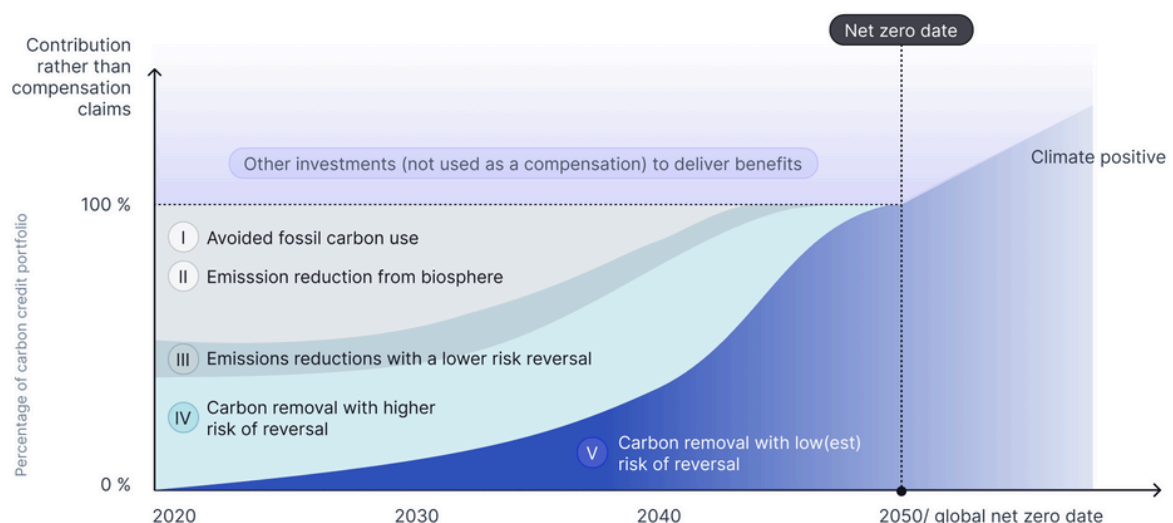 Net zero date
Contribution
rather than
compensation
claims
Other investments (not used as a compensation) to deliver benefits
Climate positive
100 %
Percentage of carbon credit portfolio
I Avoided fossil carbon use
II Emisssion reduction from biosphere
III Emissions reductions with a lower risk reversal
IV Carbon removal with higher
risk of reversal
V Carbon removal with low(est)
risk of reversal
0 %
2020 2030 2040 2050/ global net zero date